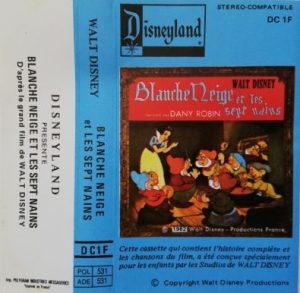 DISNEYLAND
PRESENTE
BLANCHE NEIGE ET LES SEPT NAINS
D'après le grand film de WALT DISNEY
WALT DISNEY
BLANCHE NEIGE
et LES SEPT NAINS
DC1F
POL 531
ADE 531
Disneyland
STEREO-COMPATIBLE
DC 1F
WALT DISNEY
Blanche Neige
et les
sept nains
DANY ROBIN
© 1962 Walt Disney - Productions France.
Cette cassette qui contient l'histoire complète et
les chansons du film, a été conçue spécialement
pour les enfants par les Studios de WALT DISNEY
© Copyright Walt Disney Productions